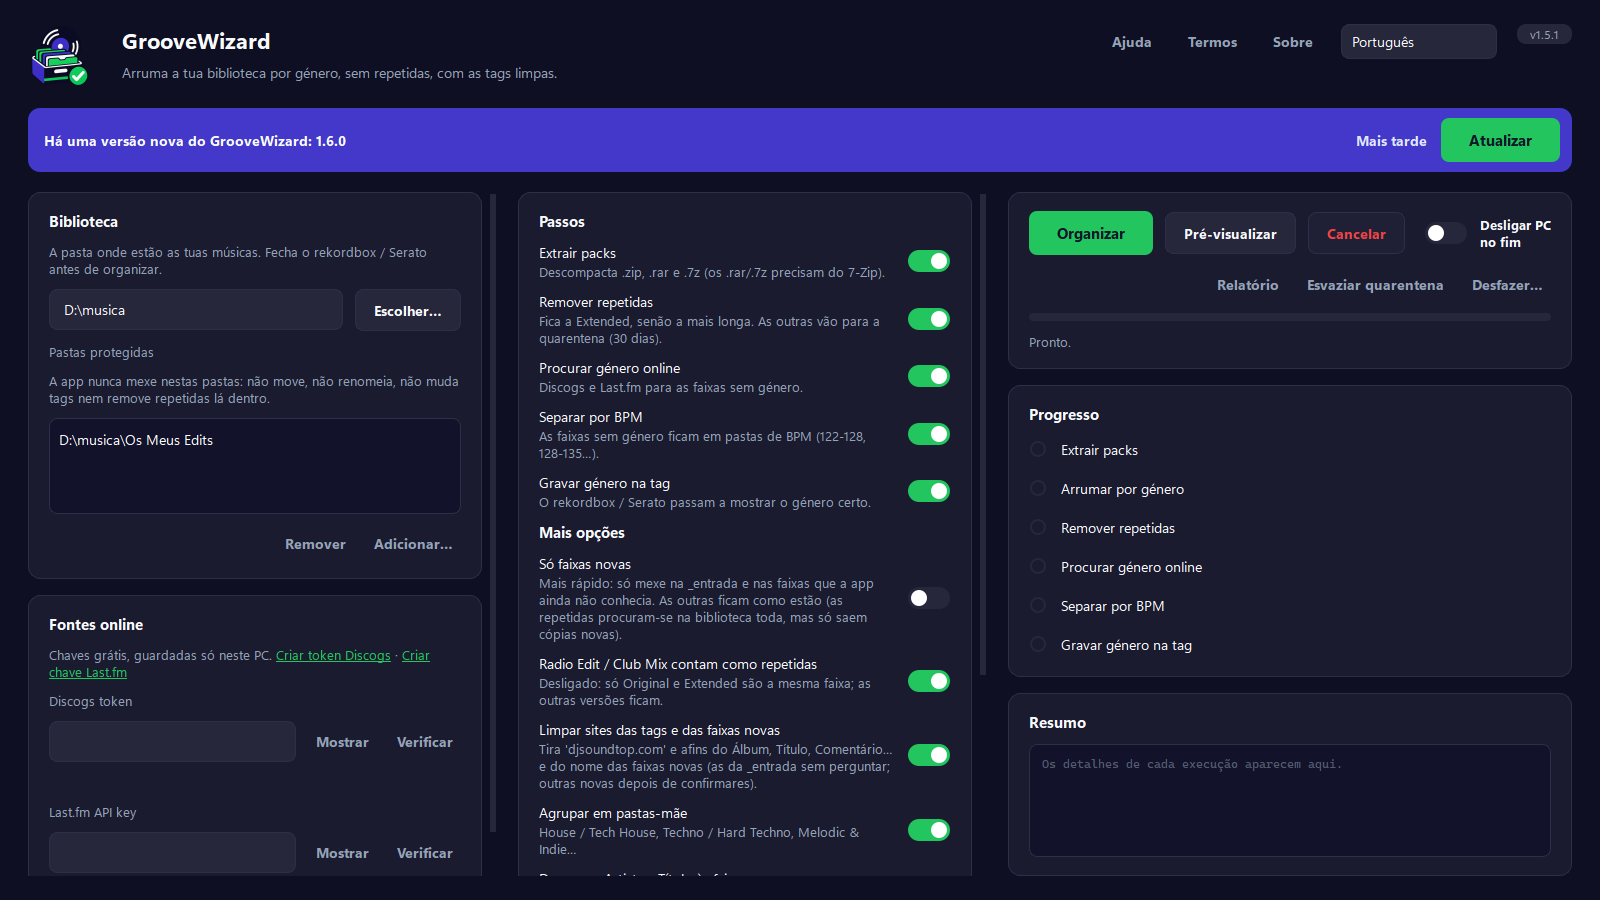 GrooveWizard
Arruma a tua biblioteca por género, sem repetidas, com as tags limpas.
Ajuda
Termos
Sobre
Português
v1.5.1
Há uma versão nova do GrooveWizard: 1.6.0
Mais tarde
Atualizar
Biblioteca
A pasta onde estão as tuas músicas. Fecha o rekordbox / Serato
antes de organizar.
D:\musica
Escolher...
Pastas protegidas
A app nunca mexe nestas pastas: não move, não renomeia, não muda
tags nem remove repetidas lá dentro.
D:\musica\Os Meus Edits
Remover
Adicionar...
Fontes online
Chaves grátis, guardadas só neste PC. Criar token Discogs · Criar
chave Last.fm
Discogs token
Mostrar
Verificar
Last.fm API key
Mostrar
Verificar
Passos
Extrair packs
Descompacta .zip, .rar e .7z (os .rar/.7z precisam do 7-Zip).
Remover repetidas
Fica a Extended, senão a mais longa. As outras vão para a
quarentena (30 dias).
Procurar género online
Discogs e Last.fm para as faixas sem género.
Separar por BPM
As faixas sem género ficam em pastas de BPM (122-128,
128-135...).
Gravar género na tag
O rekordbox / Serato passam a mostrar o género certo.
Mais opções
Só faixas novas
Mais rápido: só mexe na _entrada e nas faixas que a app
ainda não conhecia. As outras ficam como estão (as
repetidas procuram-se na biblioteca toda, mas só saem
cópias novas).
Radio Edit / Club Mix contam como repetidas
Desligado: só Original e Extended são a mesma faixa; as
outras versões ficam.
Limpar sites das tags e das faixas novas
Tira 'djsoundtop.com' e afins do Álbum, Título, Comentário...
e do nome das faixas novas (as da _entrada sem perguntar;
outras novas depois de confirmares).
Agrupar em pastas-mãe
House / Tech House, Techno / Hard Techno, Melodic &
Indie...
Organizar
Pré-visualizar
Cancelar
Desligar PC
no fim
Relatório
Esvaziar quarentena
Desfazer...
Pronto.
Progresso
Extrair packs
Arrumar por género
Remover repetidas
Procurar género online
Separar por BPM
Gravar género na tag
Resumo
Os detalhes de cada execução aparecem aqui.